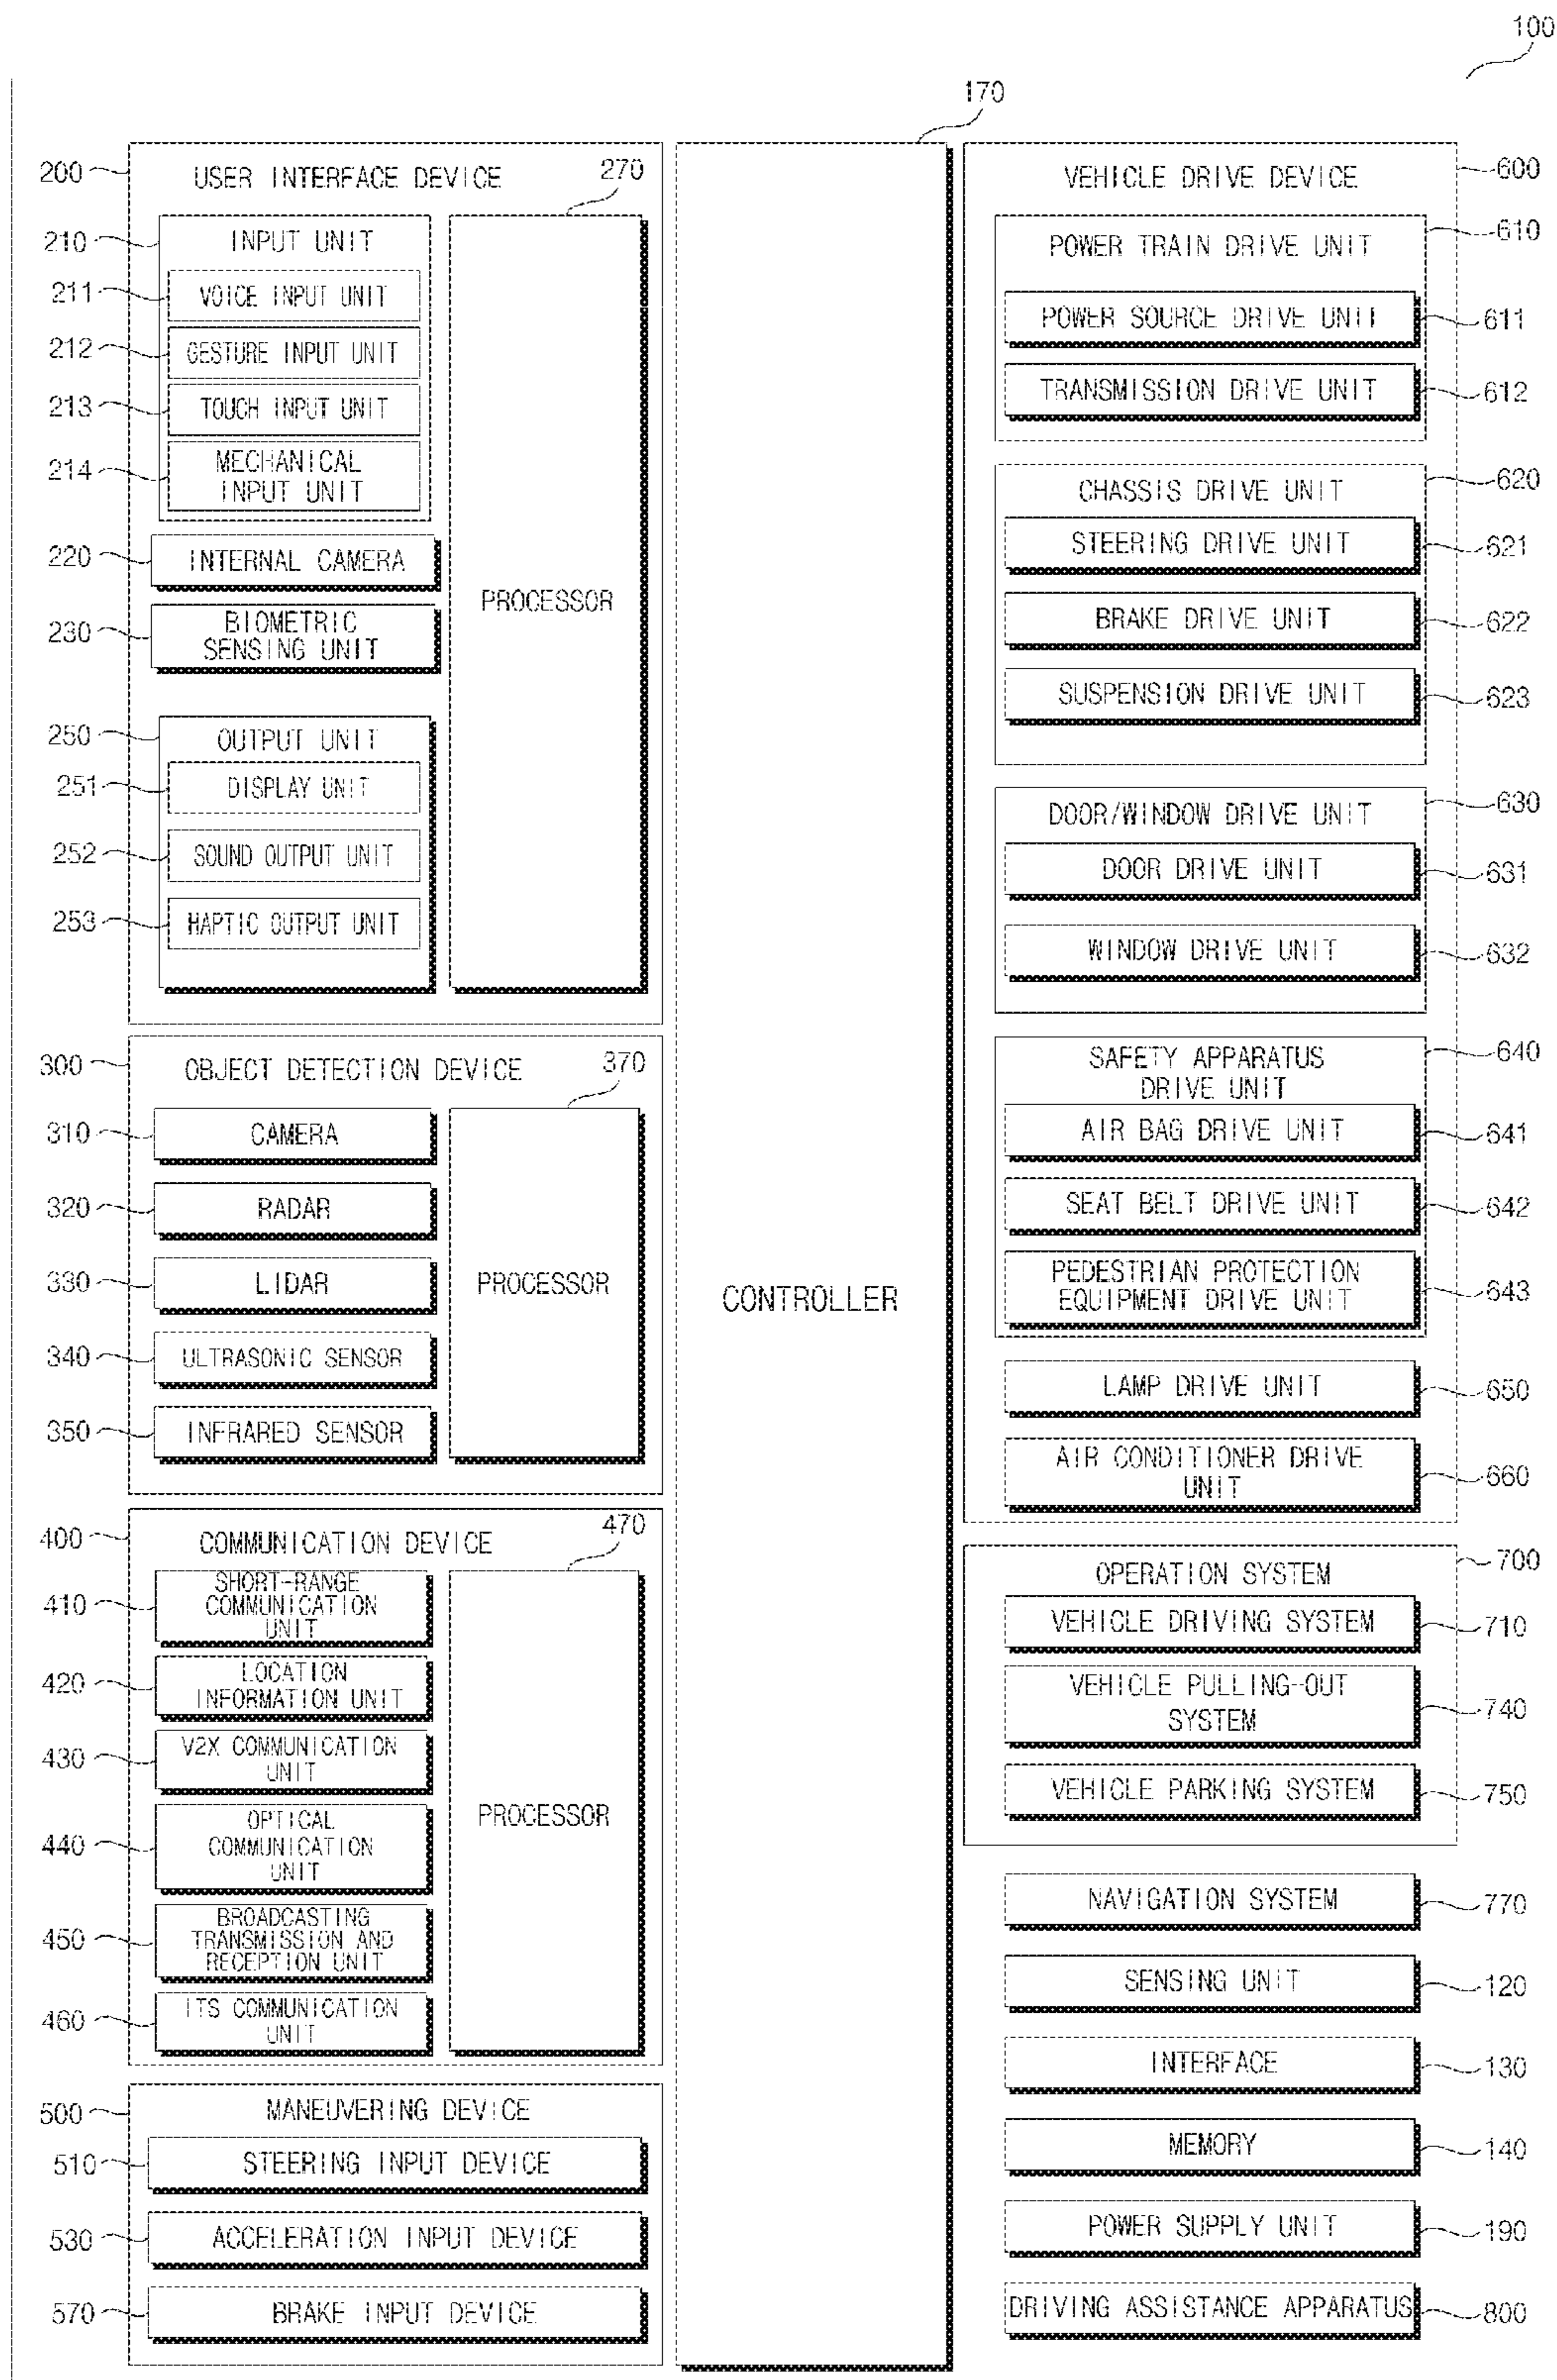 100
170
200
USER INTERFACE DEVICE
270
210
INPUT UNIT
211
VOICE INPUT UNIT
212
GESTURE INPUT UNIT
213
TOUCH INPUT UNIT
214
MECHANICAL
INPUT UNIT
220
INTERNAL CAMERA
230
BIOMETRIC
SENSING UNIT
PROCESSOR
250
OUTPUT UNIT
251
DISPLAY UNIT
252
SOUND OUTPUT UNIT
253
HAPTIC OUTPUT UNIT
300
OBJECT DETECTION DEVICE
370
310
CAMERA
320
RADAR
330
LIDAR
PROCESSOR
340
ULTRASONIC SENSOR
350
INFRARED SENSOR
400
COMMUNICATION DEVICE
470
410
SHORT-RANGE
COMMUNICATION
UNIT
420
LOCATION
INFORMATION UNIT
430
V2X COMMUNICATION
UNIT
440
OPTICAL
COMMUNICATION
UNIT
PROCESSOR
450
BROADCASTING
TRANSMISSION AND
RECEPTION UNIT
460
ITS COMMUNICATION
UNIT
500
MANEUVERING DEVICE
510
STEERING INPUT DEVICE
530
ACCELERATION INPUT DEVICE
570
BRAKE INPUT DEVICE
CONTROLLER
VEHICLE DRIVE DEVICE
600
POWER TRAIN DRIVE UNIT
610
POWER SOURCE DRIVE UNIT
611
TRANSMISSION DRIVE UNIT
612
CHASSIS DRIVE UNIT
620
STEERING DRIVE UNIT
621
BRAKE DRIVE UNIT
622
SUSPENSION DRIVE UNIT
623
DOOR/WINDOW DRIVE UNIT
630
DOOR DRIVE UNIT
631
WINDOW DRIVE UNIT
632
SAFETY APPARATUS
DRIVE UNIT
640
AIR BAG DRIVE UNIT
641
SEAT BELT DRIVE UNIT
642
PEDESTRIAN PROTECTION
EQUIPMENT DRIVE UNIT
643
LAMP DRIVE UNIT
650
AIR CONDITIONER DRIVE
UNIT
660
OPERATION SYSTEM
700
VEHICLE DRIVING SYSTEM
710
VEHICLE PULLING-OUT
SYSTEM
740
VEHICLE PARKING SYSTEM
750
NAVIGATION SYSTEM
770
SENSING UNIT
120
INTERFACE
130
MEMORY
140
POWER SUPPLY UNIT
190
DRIVING ASSISTANCE APPARATUS
800